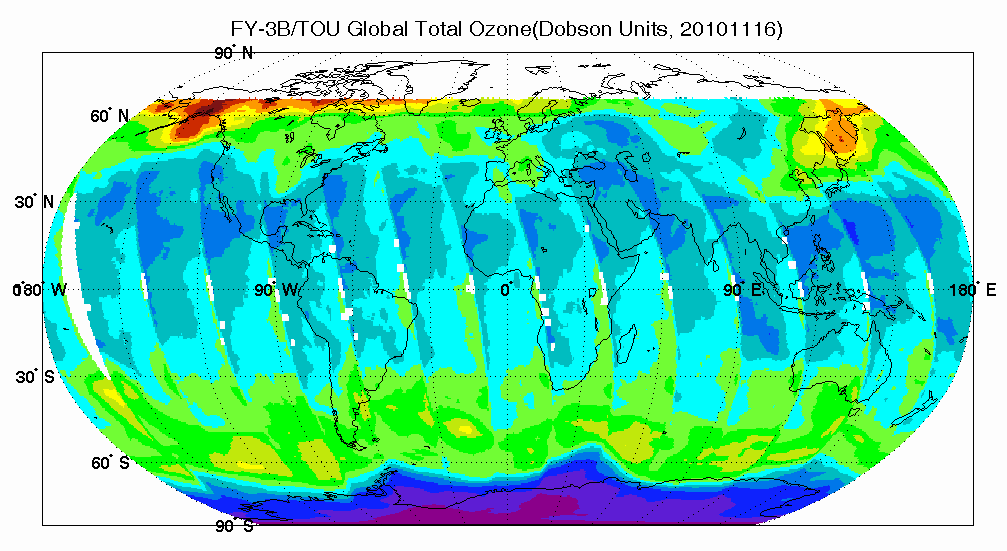 FY-3B/TOU Global Total Ozone(Dobson Units, 20101116)
90° N
60° N
30° N
0°
180° W
90° W
0°
90° E
180° E
30° S
60° S
90° S